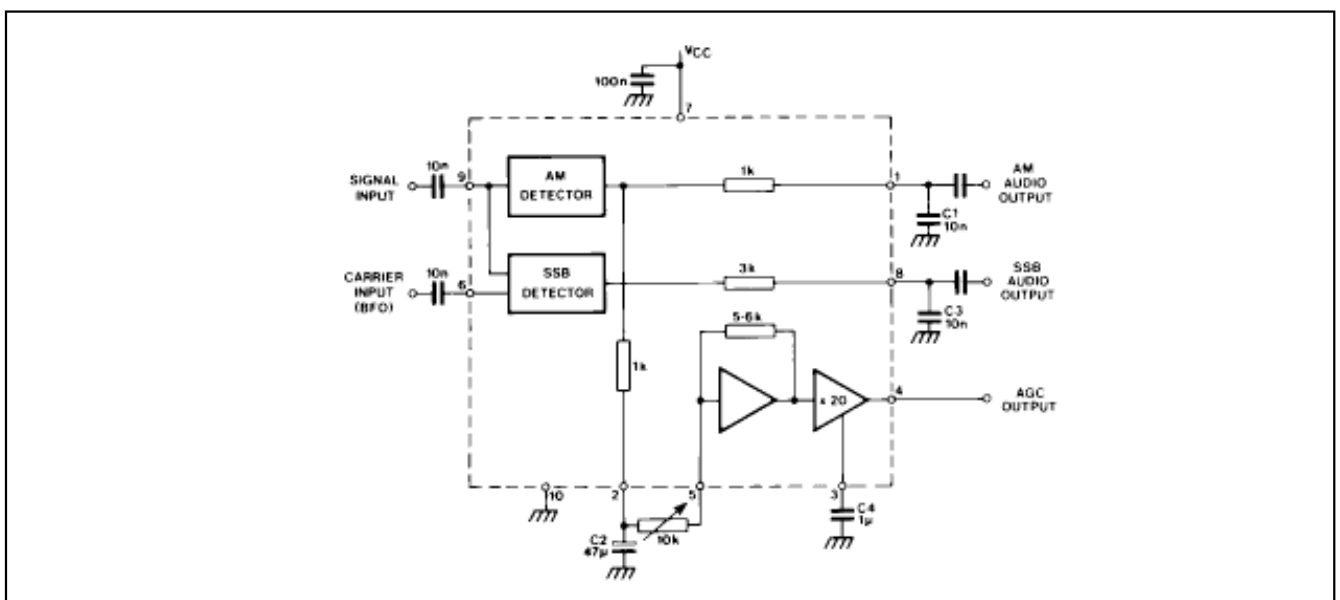 VCC
100n
7
SIGNAL
INPUT
10n
9
AM
DETECTOR
1k
1
AM
AUDIO
OUTPUT
C1
10n
CARRIER
INPUT
(BFO)
10n
6
SSB
DETECTOR
3k
8
SSB
AUDIO
OUTPUT
C3
10n
5-6k
1k
x 20
4
AGC
OUTPUT
10
2
5
3
C2
47μ
10k
C4
1μ